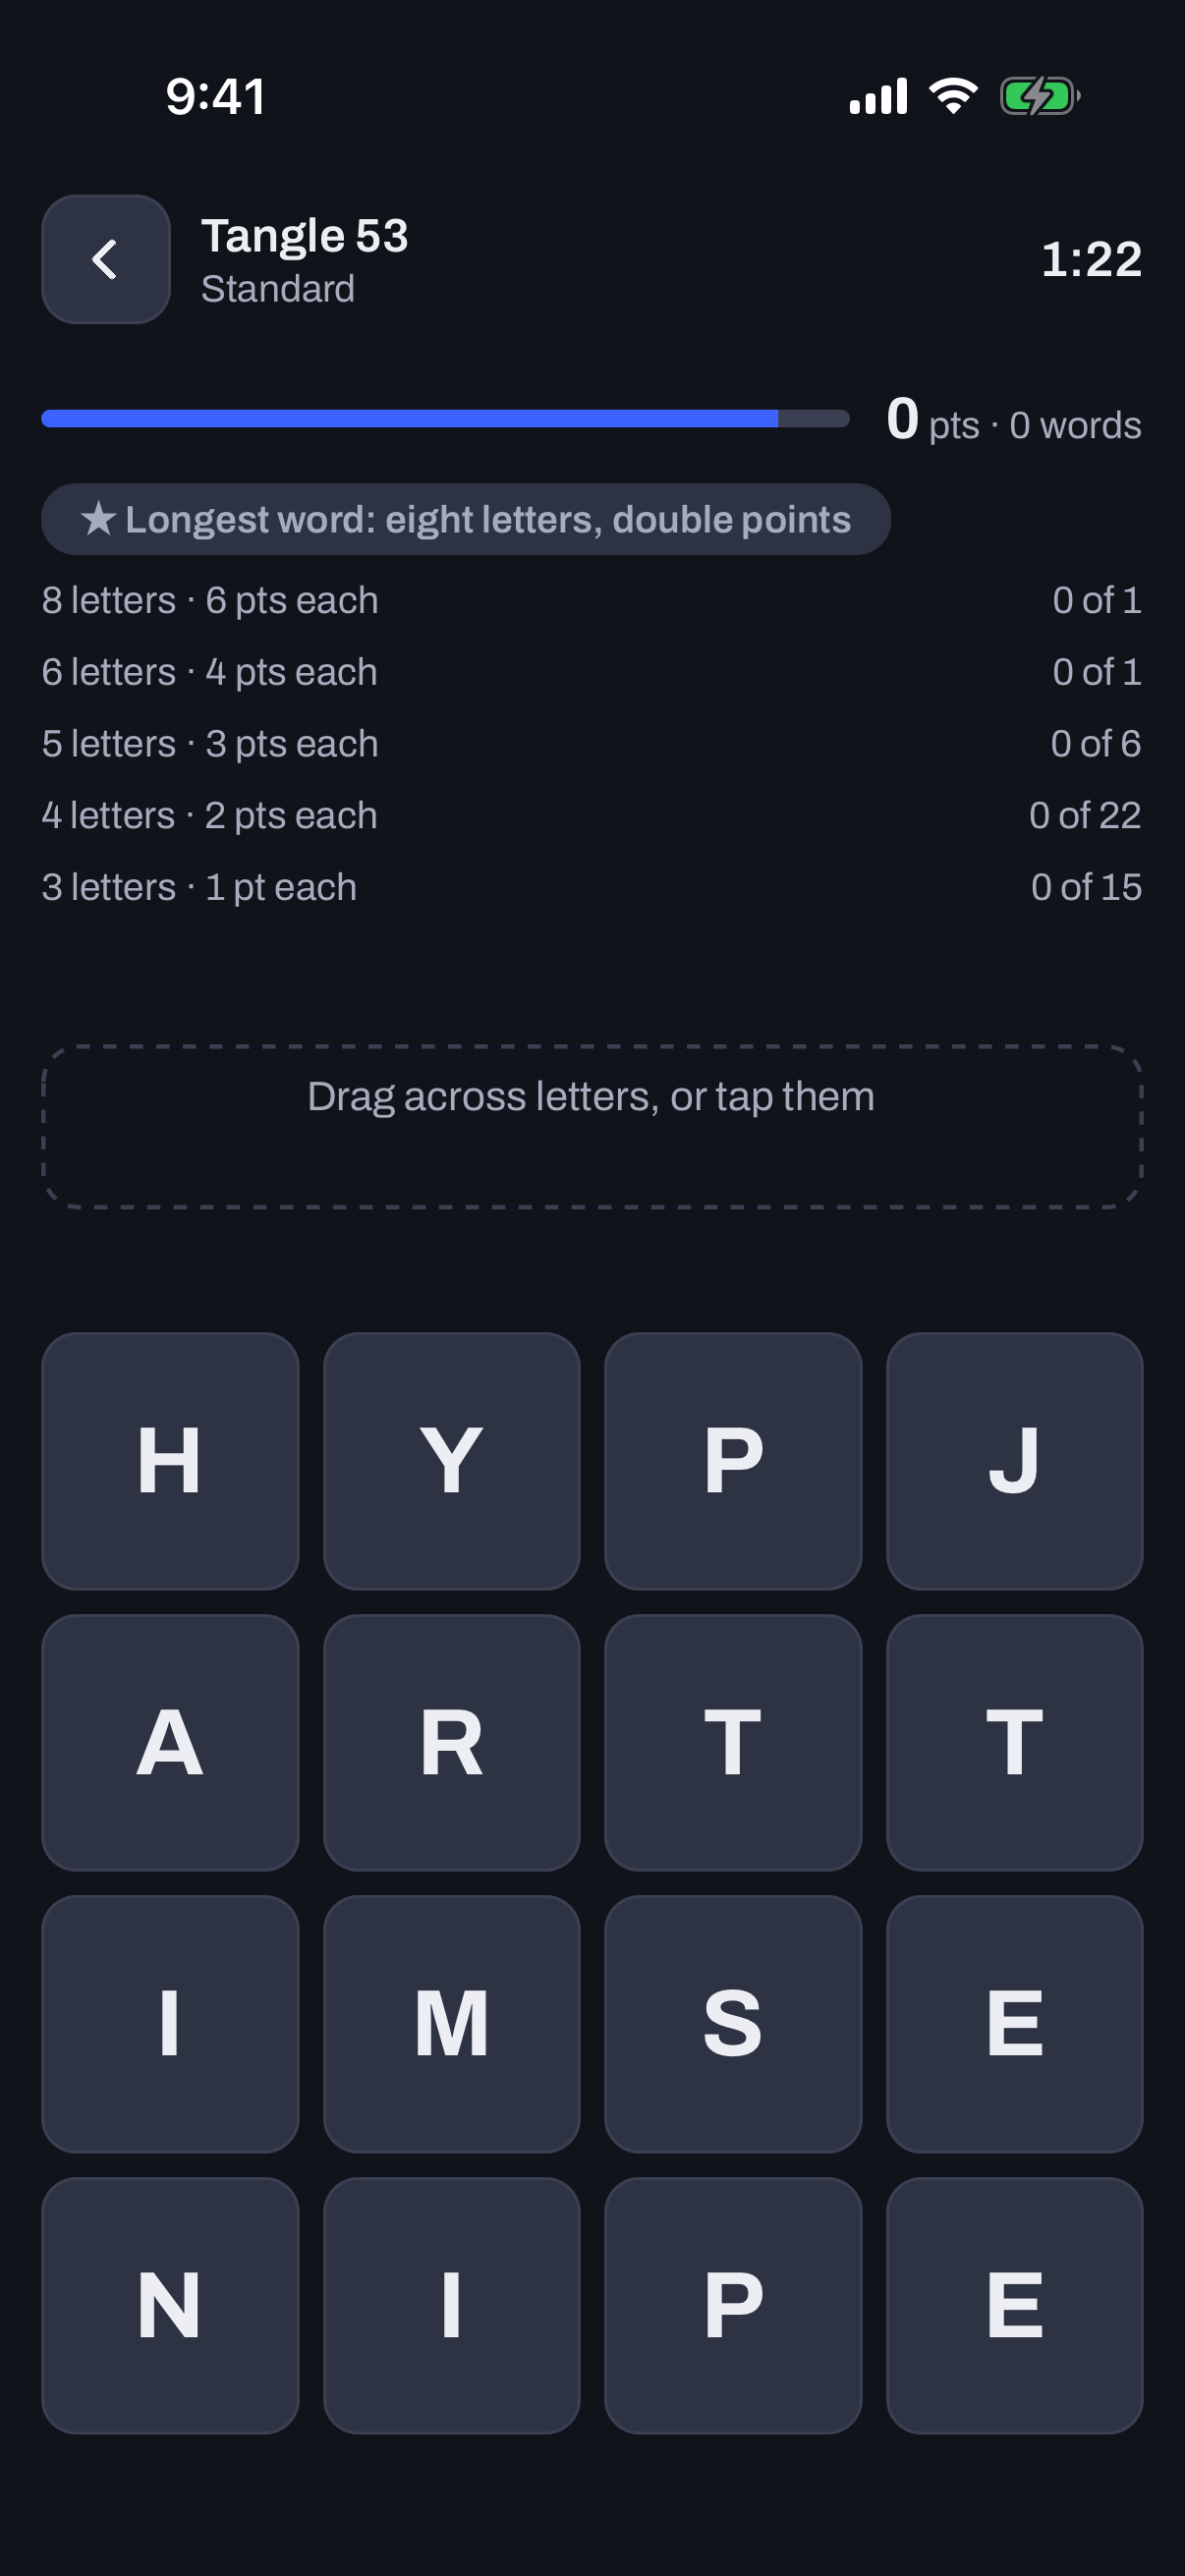 9:41
Tangle 53
Standard
1:22
0 pts · 0 words
★ Longest word: eight letters, double points
8 letters · 6 pts each 0 of 1
6 letters · 4 pts each 0 of 1
5 letters · 3 pts each 0 of 6
4 letters · 2 pts each 0 of 22
3 letters · 1 pt each 0 of 15
Drag across letters, or tap them
H Y P J
A R T T
I M S E
N I P E